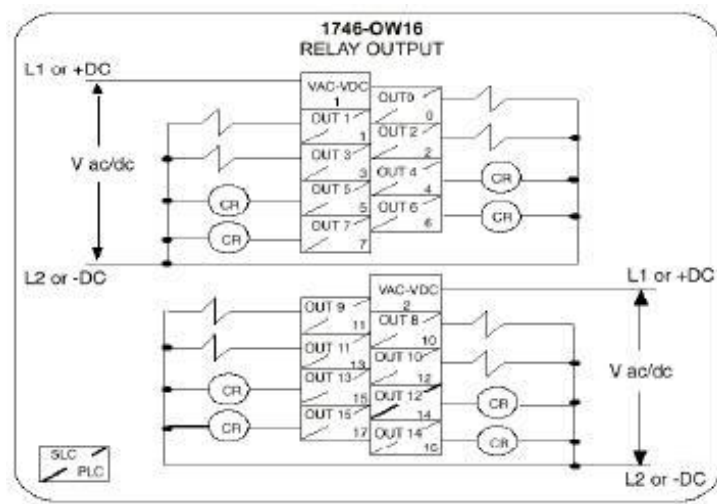 1746-OW16
RELAY OUTPUT
L1 or +DC
VAC-VDC
1
OUT0
0
OUT 1
1
OUT 2
2
OUT 3
3
OUT 4
4
OUT 5
5
OUT 6
6
OUT 7
7
V ac/dc
CR
CR
CR
CR
L2 or -DC
L1 or +DC
VAC-VDC
2
OUT 9
11
OUT 8
10
OUT 11
13
OUT 10
12
OUT 13
15
OUT 12
14
OUT 15
17
OUT 14
16
V ac/dc
CR
CR
CR
CR
SLC
PLC
L2 or -DC